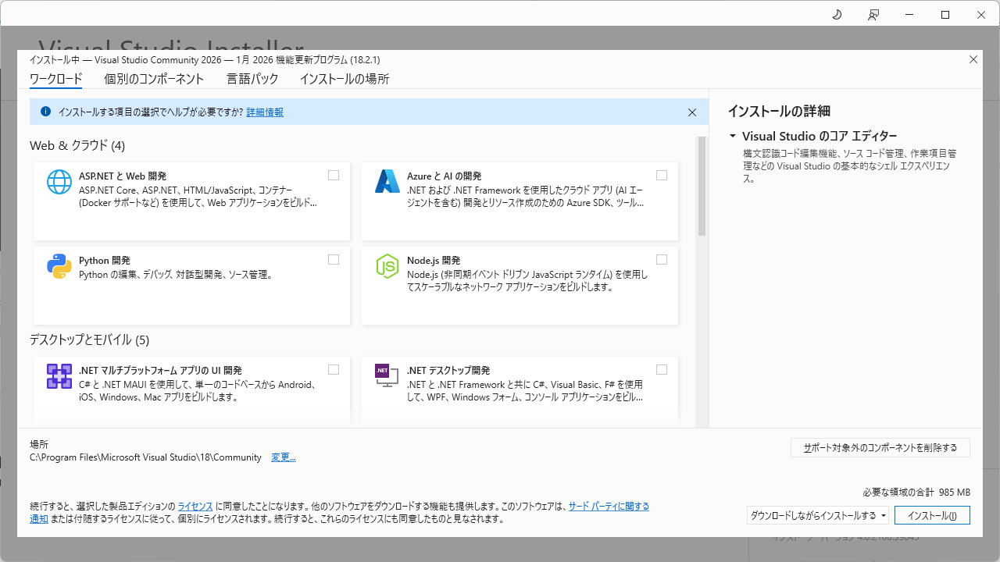 Visual Studio Installer
インストール中 — Visual Studio Community 2026 — 1月 2026 機能更新プログラム (18.2.1)
ワークロード 個別のコンポーネント 言語パック インストールの場所
インストールする項目の選択でヘルプが必要ですか? 詳細情報
Web & クラウド (4)
ASP.NET と Web 開発
ASP.NET Core、ASP.NET、HTML/JavaScript、コンテナー
(Docker サポートなど) を使用して、Web アプリケーションをビルド...
Azure と AI の開発
.NET および .NET Framework を使用したクラウド アプリ (AI エー
ジェントを含む) 開発とリソース作成のための Azure SDK、ツール...
Python 開発
Python の編集、デバッグ、対話型開発、ソース管理。
Node.js 開発
Node.js (非同期イベント ドリブン JavaScript ランタイム) を使用し
てスケーラブルなネットワーク アプリケーションをビルドします。
デスクトップとモバイル (5)
.NET マルチプラットフォーム アプリの UI 開発
C# と .NET MAUI を使用して、単一のコードベースから Android、
iOS、Windows、Mac アプリをビルドします。
.NET
.NET デスクトップ開発
.NET と .NET Framework と共に C#、Visual Basic、F# を使用
して、WPF、Windows フォーム、コンソール アプリケーションをビル...
インストールの詳細
Visual Studio のコア エディター
構文認識コード編集機能、ソース コード管理、作業項目管
理などの Visual Studio の基本的なシェル エクスペリエン
ス。
場所
C:\Program Files\Microsoft Visual Studio\18\Community 変更...
サポート対象外のコンポーネントを削除する
必要な領域の合計 985 MB
続行すると、選択した製品エディションの ライセンス に同意したことになります。他のソフトウェアをダウンロードする機能も提供します。このソフトウェアは、サード パーティに関する
通知 または付随するライセンスに従って、個別にライセンスされます。続行すると、これらのライセンスにも同意したものと見なされます。
ダウンロードしながらインストールする インストール(I)